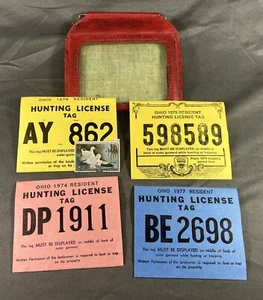 OHIO 1976 RESIDENT
HUNTING LICENSE
TAG
AY 862
This tag MUST BE DISPLAYED on
outer garment
Written permission of the
or trap on
OHIO 1979 RESIDENT
HUNTING LICENSE
TAG
598589
This tag MUST BE DISPLAYED on middle of
back of outer garment while hunting or trapping.
OHIO 1974 RESIDENT
HUNTING LICENSE
TAG
DP 1911
This tag MUST BE DISPLAYED on middle of back of
outer garment
Written Permission of the landowner is required to hunt or trap
on his property
OHIO 1977 RESIDENT
HUNTING LICENSE
TAG
BE 2698
This tag MUST BE DISPLAYED on middle of back of
outer garment while hunting or trapping
Written Permission of the landowner is required to hunt or trap on
his property